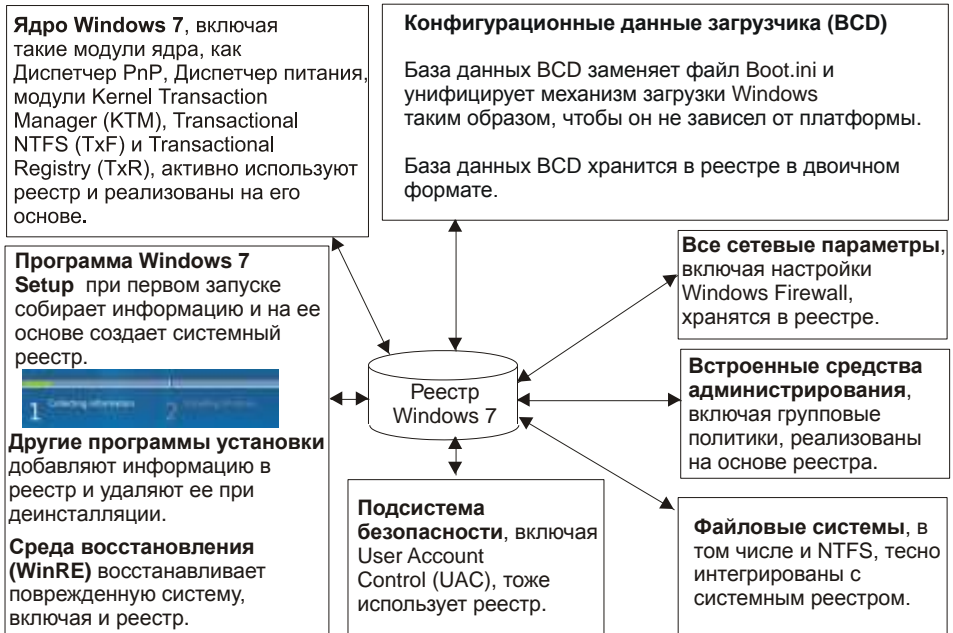 Ядро Windows 7, включая
такие модули ядра, как
Диспетчер PnP, Диспетчер питания,
модули Kernel Transaction
Manager (KTM), Transactional
NTFS (TxF) и Transactional
Registry (TxR), активно используют
реестр и реализованы на его
основе.
Конфигурационные данные загрузчика (BCD)
База данных BCD заменяет файл Boot.ini и
унифицирует механизм загрузки Windows
таким образом, чтобы он не зависел от платформы.
База данных BCD хранится в реестре в двоичном
формате.
Программа Windows 7
Setup при первом запуске
собирает информацию и на ее
основе создает системный
реестр.
1 Collecting information
2
Другие программы установки
добавляют информацию в
реестр и удаляют ее при
деинсталляции.
Среда восстановления
(WinRE) восстанавливает
поврежденную систему,
включая и реестр.
Реестр
Windows 7
Все сетевые параметры,
включая настройки
Windows Firewall,
хранятся в реестре.
Встроенные средства
администрирования,
включая групповые
политики, реализованы
на основе реестра.
Подсистема
безопасности, включая
User Account
Control (UAC), тоже
использует реестр.
Файловые системы, в
том числе и NTFS, тесно
интегрированы с
системным реестром.